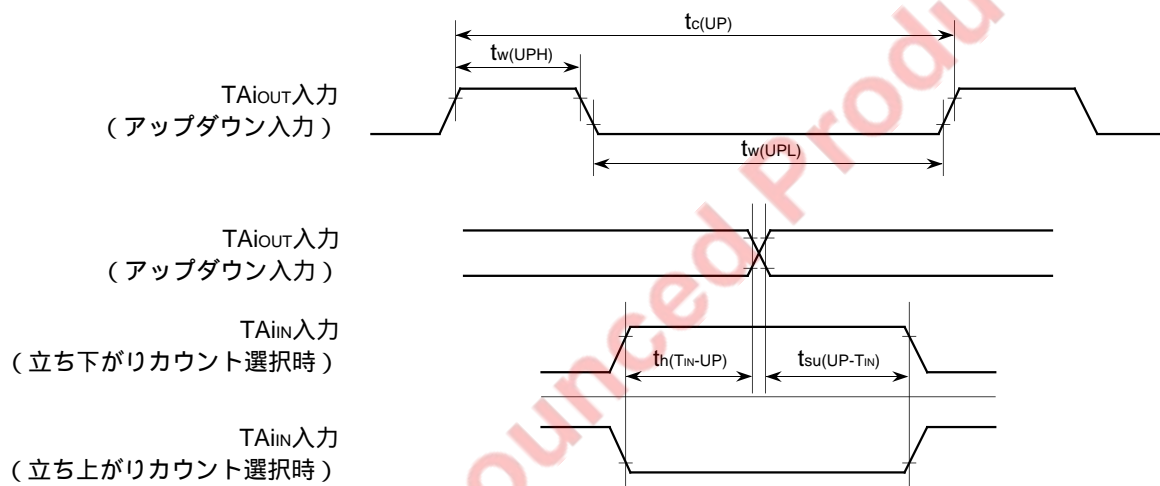 tc(UP)
tw(UPH)
TAiOUT入力
(アップダウン入力)
tw(UPL)
TAiOUT入力
(アップダウン入力)
TAiIN入力
(立ち下がりカウント選択時)
th(TIN-UP)
tsu(UP-TIN)
TAiIN入力
(立ち上がりカウント選択時)
ounced Produ